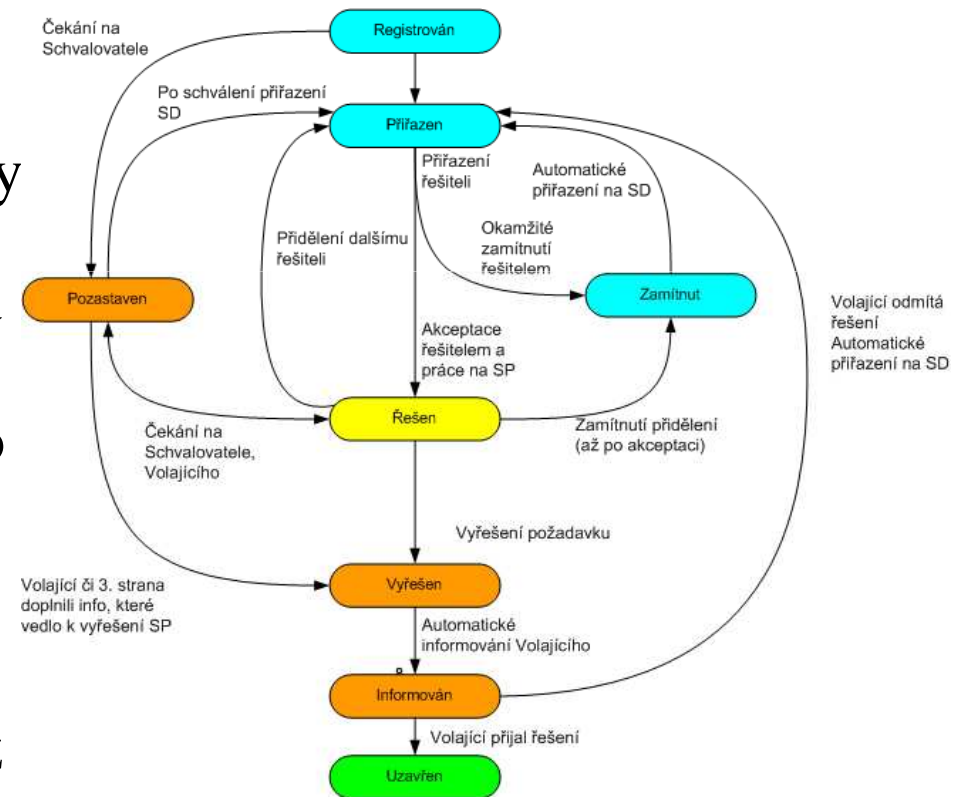 Čekání na
Schvalovatele
Registrován
Po schválení přiřazení
SD
Přiřazen
y
Přiřazení
řešiteli
Automatické
přiřazení na SD
Přidělení dalšímu
řešiteli
Okamžité
zamítnutí
řešitelem
Pozastaven
Zamítnut
Volající odmítá
řešení
Automatické
přiřazení na SD
Akceptace
řešitelem a
práce na SP
Řešen
Čekání na
Schvalovatele,
Volajícího
Zamítnutí přidělení
(až po akceptaci)
Vyřešení požadavku
Volající či 3. strana
doplnili info, které
vedlo k vyřešení SP
Vyřešen
Automatické
informování Volajícího
Informován
Volající přijal řešení
Uzavřen